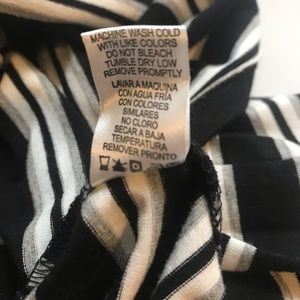 MACHINE WASH COLD
WITH LIKE COLORS
DO NOT BLEACH
TUMBLE DRY LOW
REMOVE PROMPTLY
LAVAR A MAQUINA
CON AGUA FRÍA
CON COLORES
SIMILARES
NO CLORO
SECAR A BAJA
TEMPERATURA
REMOVER PRONTO